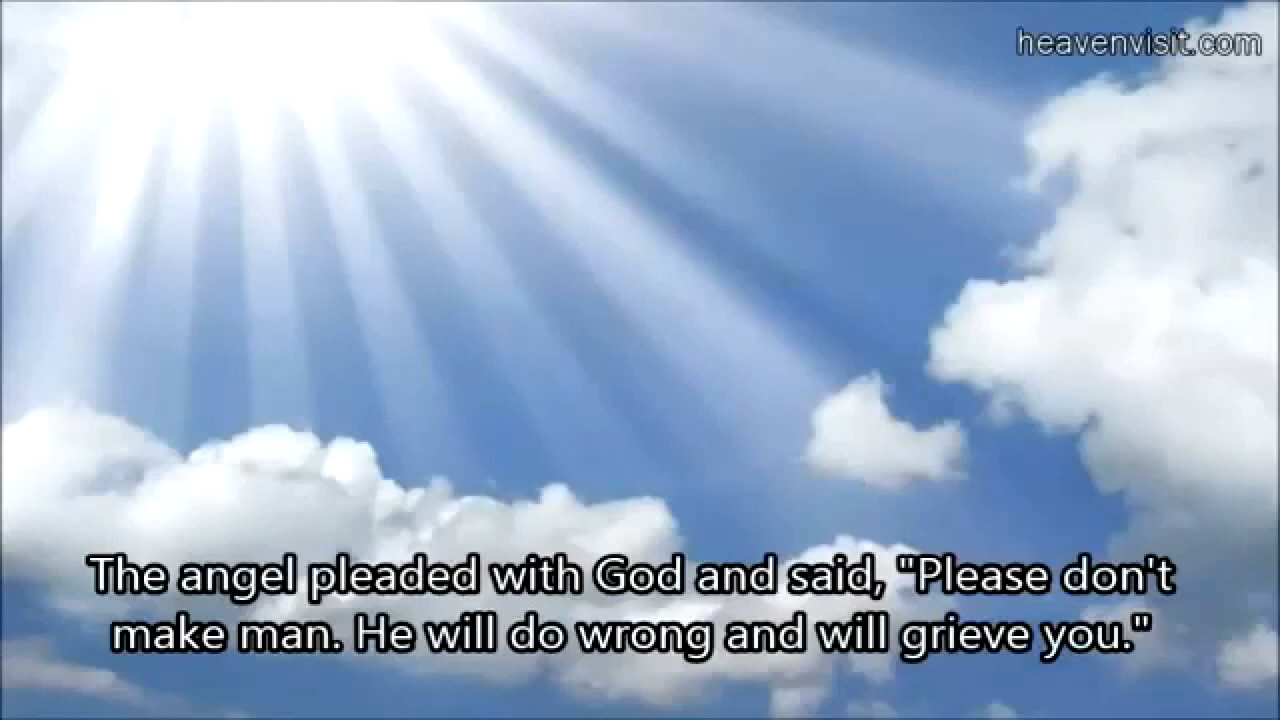 heavenvisit.com
The angel pleaded with God and said, "Please don't
make man. He will do wrong and will grieve you."